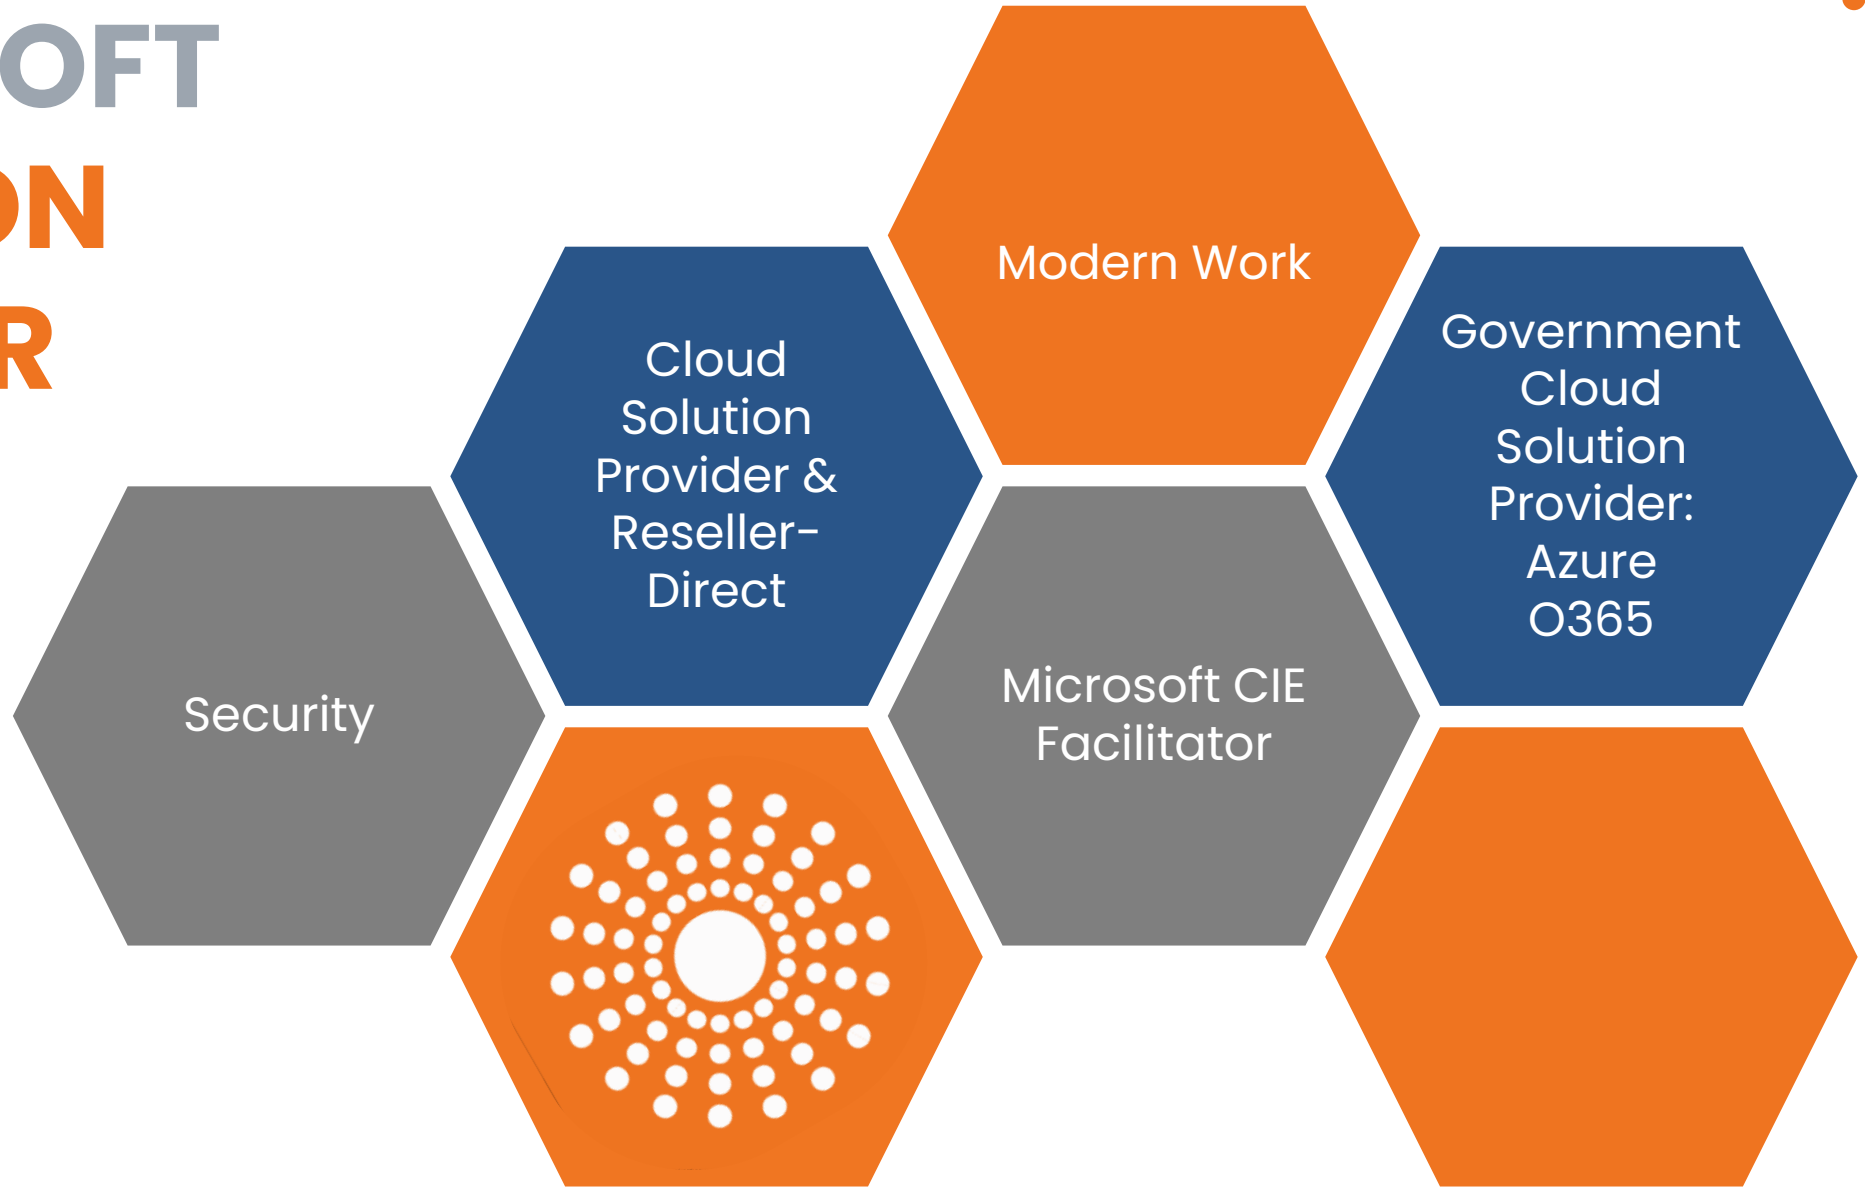 OFT
ON
R
Modern Work
Cloud
Solution
Provider &
Reseller-
Direct
Government
Cloud
Solution
Provider:
Azure
O365
Security
Microsoft CIE
Facilitator